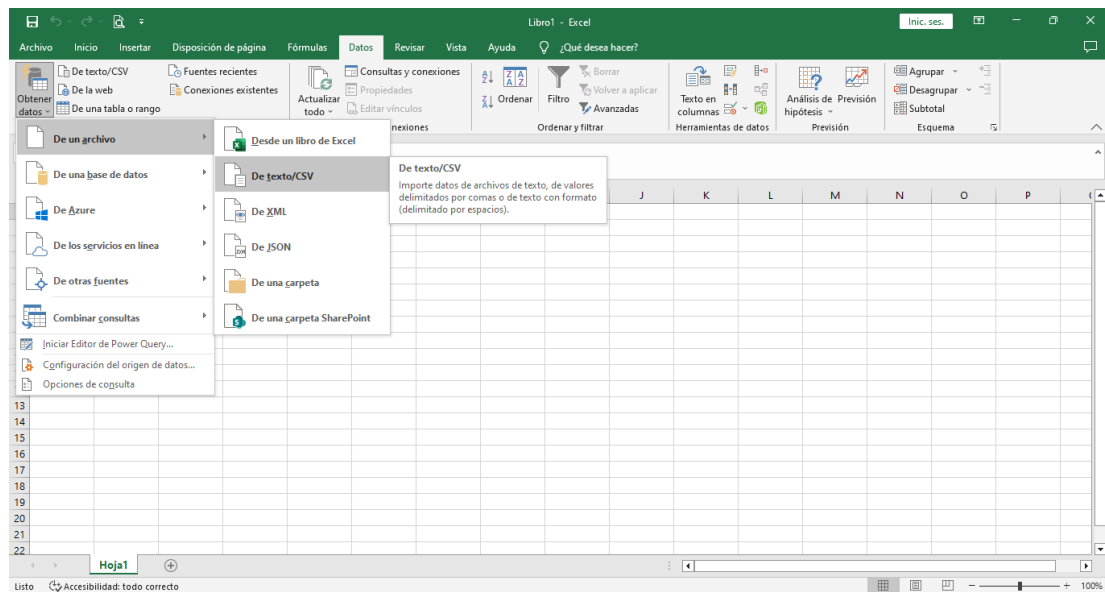 Libro1 - Excel
Inic. ses.
Archivo Inicio Insertar Disposición de página Fórmulas Datos Revisar Vista Ayuda ¿Qué desea hacer?
Obtener datos
De texto/CSV
De la web
De una tabla o rango
Fuentes recientes
Conexiones existentes
Actualizar todo
Consultas y conexiones
Propiedades
Editar vínculos
nexiones
Ordenar
Filtro
Borrar
Volver a aplicar
Avanzadas
Ordenar y filtrar
Texto en columnas
Herramientas de datos
Análisis de hipótesis
Previsión
Previsión
Agrupar
Desagrupar
Subtotal
Esquema
De un archivo
De una base de datos
De Azure
De los servicios en línea
De otras fuentes
Combinar consultas
Iniciar Editor de Power Query...
Configuración del origen de datos...
Opciones de consulta
Desde un libro de Excel
De texto/CSV
De XML
De JSON
De una carpeta
De una carpeta SharePoint
De texto/CSV
Importe datos de archivos de texto, de valores
delimitados por comas o de texto con formato
(delimitado por espacios).
J K L M N O P
13
14
15
16
17
18
19
20
21
22
Hoja1
Listo Accesibilidad: todo correcto 100%